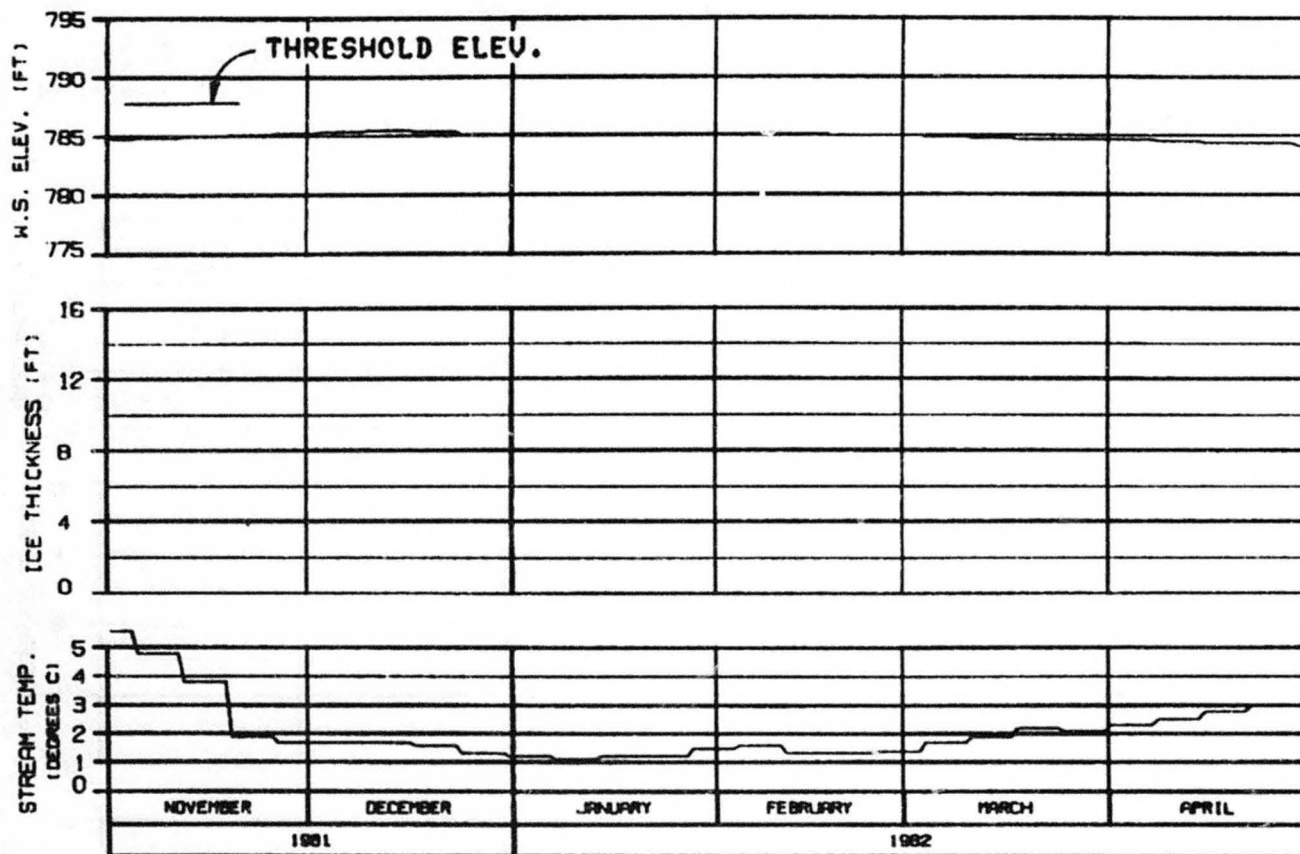 THRESHOLD ELEV.
W.S. ELEV. (FT)
795
790
785
780
775
ICE THICKNESS (FT)
16
12
8
4
0
STREAM TEMP.
(DEGREES C)
5
4
3
2
1
0
NOVEMBER DECEMBER JANUARY FEBRUARY MARCH APRIL
1981 1982